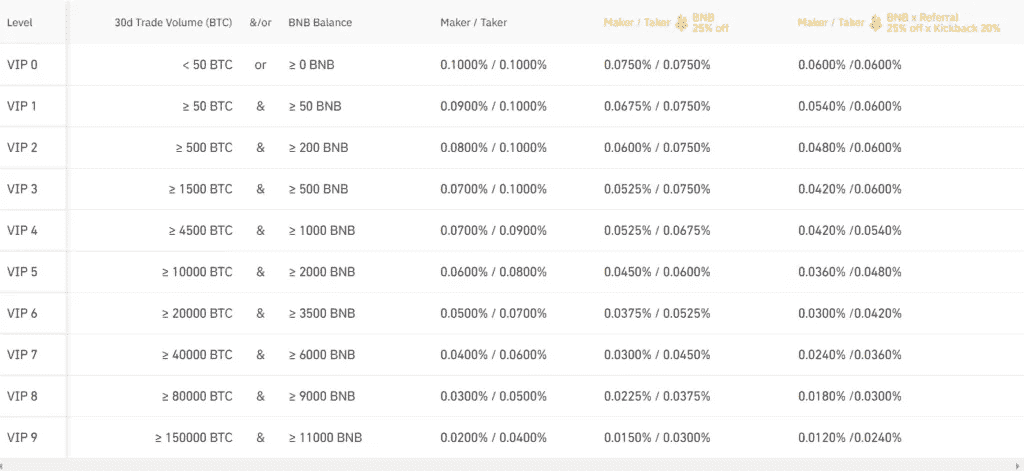 Level 30d Trade Volume (BTC) &/or BNB Balance Maker / Taker Maker / Taker BNB 25% off Maker / Taker BNB x Referral 25% off x Kickback 20%
VIP 0 < 50 BTC or ≥ 0 BNB 0.1000% / 0.1000% 0.0750% / 0.0750% 0.0600% /0.0600%
VIP 1 ≥ 50 BTC & ≥ 50 BNB 0.0900% / 0.1000% 0.0675% / 0.0750% 0.0540% /0.0600%
VIP 2 ≥ 500 BTC & ≥ 200 BNB 0.0800% / 0.1000% 0.0600% / 0.0750% 0.0480% /0.0600%
VIP 3 ≥ 1500 BTC & ≥ 500 BNB 0.0700% / 0.1000% 0.0525% / 0.0750% 0.0420% /0.0600%
VIP 4 ≥ 4500 BTC & ≥ 1000 BNB 0.0700% / 0.0900% 0.0525% / 0.0675% 0.0420% /0.0540%
VIP 5 ≥ 10000 BTC & ≥ 2000 BNB 0.0600% / 0.0800% 0.0450% / 0.0600% 0.0360% /0.0480%
VIP 6 ≥ 20000 BTC & ≥ 3500 BNB 0.0500% / 0.0700% 0.0375% / 0.0525% 0.0300% /0.0420%
VIP 7 ≥ 40000 BTC & ≥ 6000 BNB 0.0400% / 0.0600% 0.0300% / 0.0450% 0.0240% /0.0360%
VIP 8 ≥ 80000 BTC & ≥ 9000 BNB 0.0300% / 0.0500% 0.0225% / 0.0375% 0.0180% /0.0300%
VIP 9 ≥ 150000 BTC & ≥ 11000 BNB 0.0200% / 0.0400% 0.0150% / 0.0300% 0.0120% /0.0240%